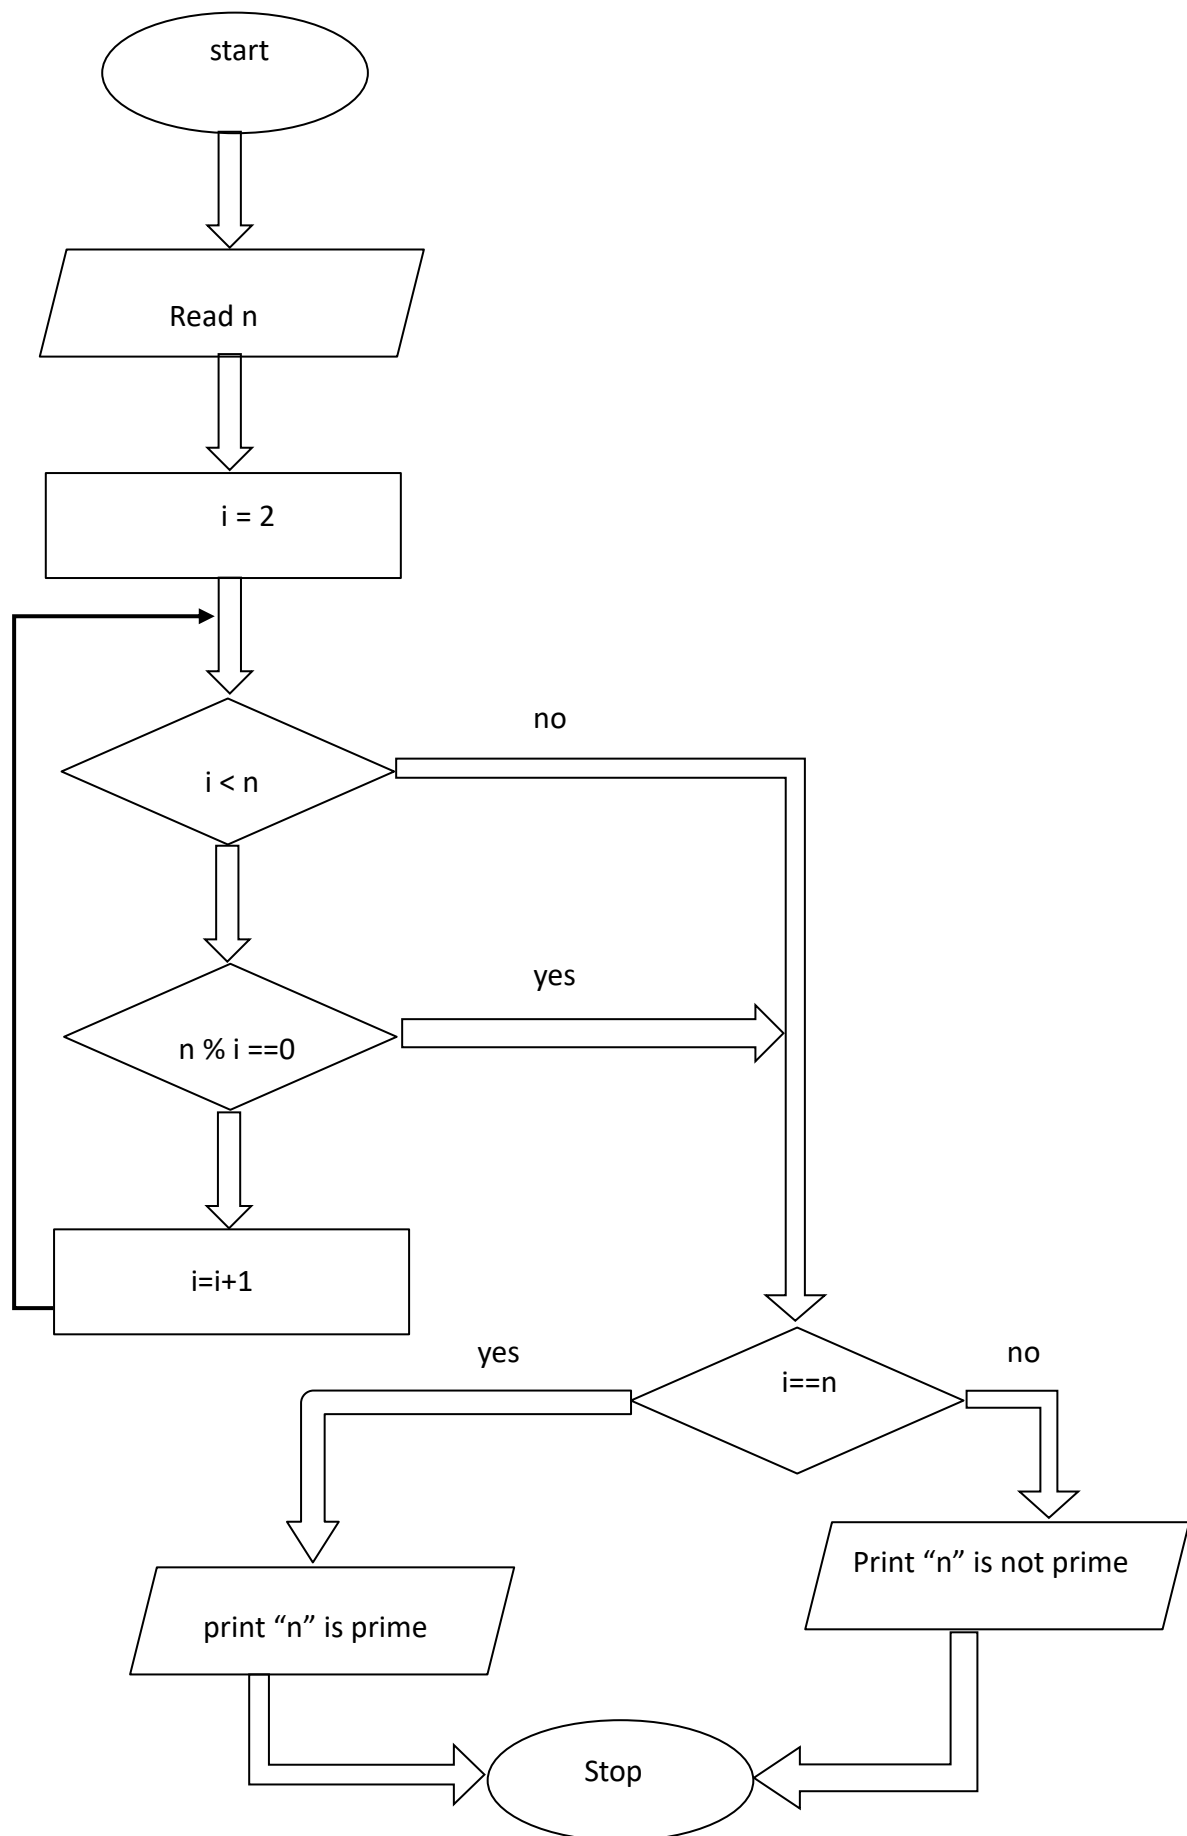 start
Read n
i = 2
no
i < n
yes
n % i ==0
i=i+1
yes
no
i==n
Print “n” is not prime
print “n” is prime
Stop